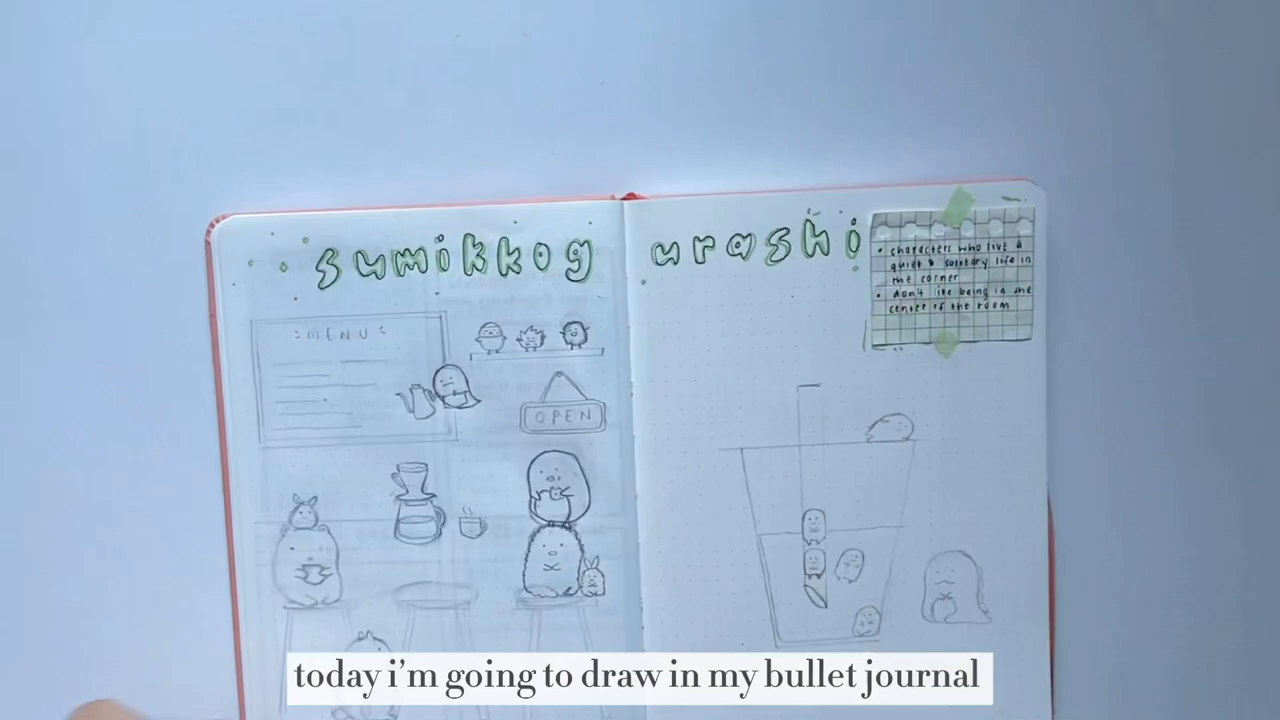 sumikkog urashi
• characters who live a
quiet & solitary life in
the corner
• don't like being in the
center of the room
:MENU:
OPEN
today i'm going to draw in my bullet journal